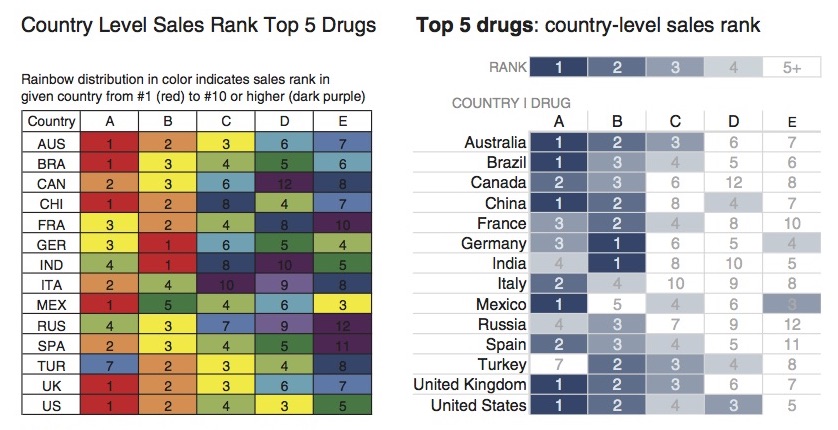 Country Level Sales Rank Top 5 Drugs
Rainbow distribution in color indicates sales rank in
given country from #1 (red) to #10 or higher (dark purple)
Country A B C D E
AUS 1 2 3 6 7
BRA 1 3 4 5 6
CAN 2 3 6 12 8
CHI 1 2 8 4 7
FRA 3 2 4 8 10
GER 3 1 6 5 4
IND 4 1 8 10 5
ITA 2 4 10 9 8
MEX 1 5 4 6 3
RUS 4 3 7 9 12
SPA 2 3 4 5 11
TUR 7 2 3 4 8
UK 1 2 3 6 7
US 1 2 4 3 5
Top 5 drugs: country-level sales rank
RANK 1 2 3 4 5+
COUNTRY | DRUG
A B C D E
Australia 1 2 3 6 7
Brazil 1 3 4 5 6
Canada 2 3 6 12 8
China 1 2 8 4 7
France 3 2 4 8 10
Germany 3 1 6 5 4
India 4 1 8 10 5
Italy 2 4 10 9 8
Mexico 1 5 4 6 3
Russia 4 3 7 9 12
Spain 2 3 4 5 11
Turkey 7 2 3 4 8
United Kingdom 1 2 3 6 7
United States 1 2 4 3 5